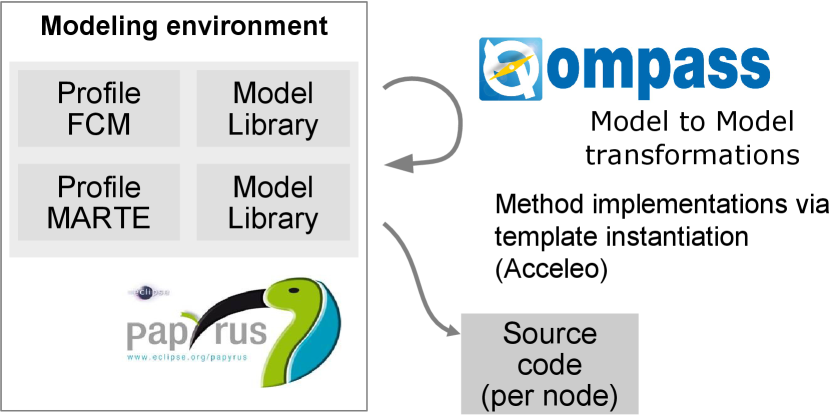 Modeling environment
Profile
FCM
Model
Library
Profile
MARTE
Model
Library
eclipse
papyrus
www.eclipse.org/papyrus
Qompass
Model to Model
transformations
Method implementations via
template instantiation
(Acceleo)
Source
code
(per node)